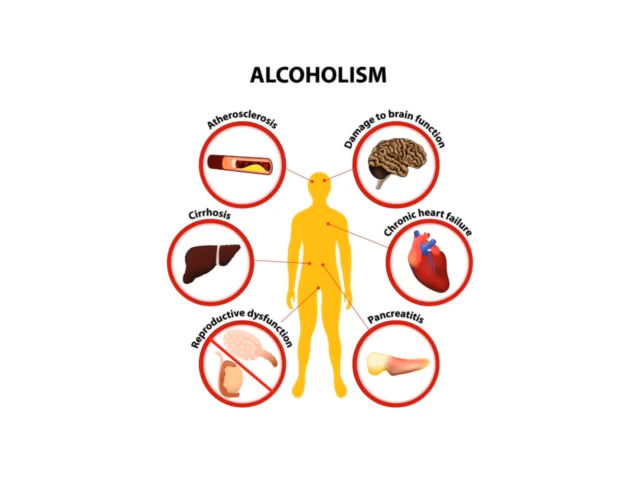 ALCOHOLISM
Atherosclerosis
Damage to brain function
Cirrhosis
Chronic heart failure
Reproductive dysfunction
Pancreatitis